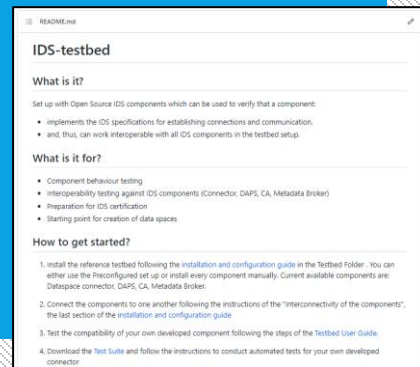 README.md
IDS-testbed
What is it?
Set up with Open Source IDS components which can be used to verify that a component:
• implements the IDS specifications for establishing connections and communication.
• and, thus, can work interoperable with all IDS components in the testbed setup.
What is it for?
• Component behaviour testing
• Interoperability testing against IDS components (Connector, DAPS, CA, Metadata Broker)
• Preparation for IDS certification
• Starting point for creation of data spaces
How to get started?
1. Install the reference testbed following the installation and configuration guide in the Testbed Folder . You can
either use the Preconfigured set up or install every component manually. Current available components are:
Dataspace connector, DAPS, CA, Metadata Broker.
2. Connect the components to one another following the instructions of the "Interconnectivity of the components",
the last section of the installation and configuration guide
3. Test the compatibility of your own developed component following the steps of the Testbed User Guide.
4. Download the Test Suite and follow the instructions to conduct automated tests for your own developed
connector